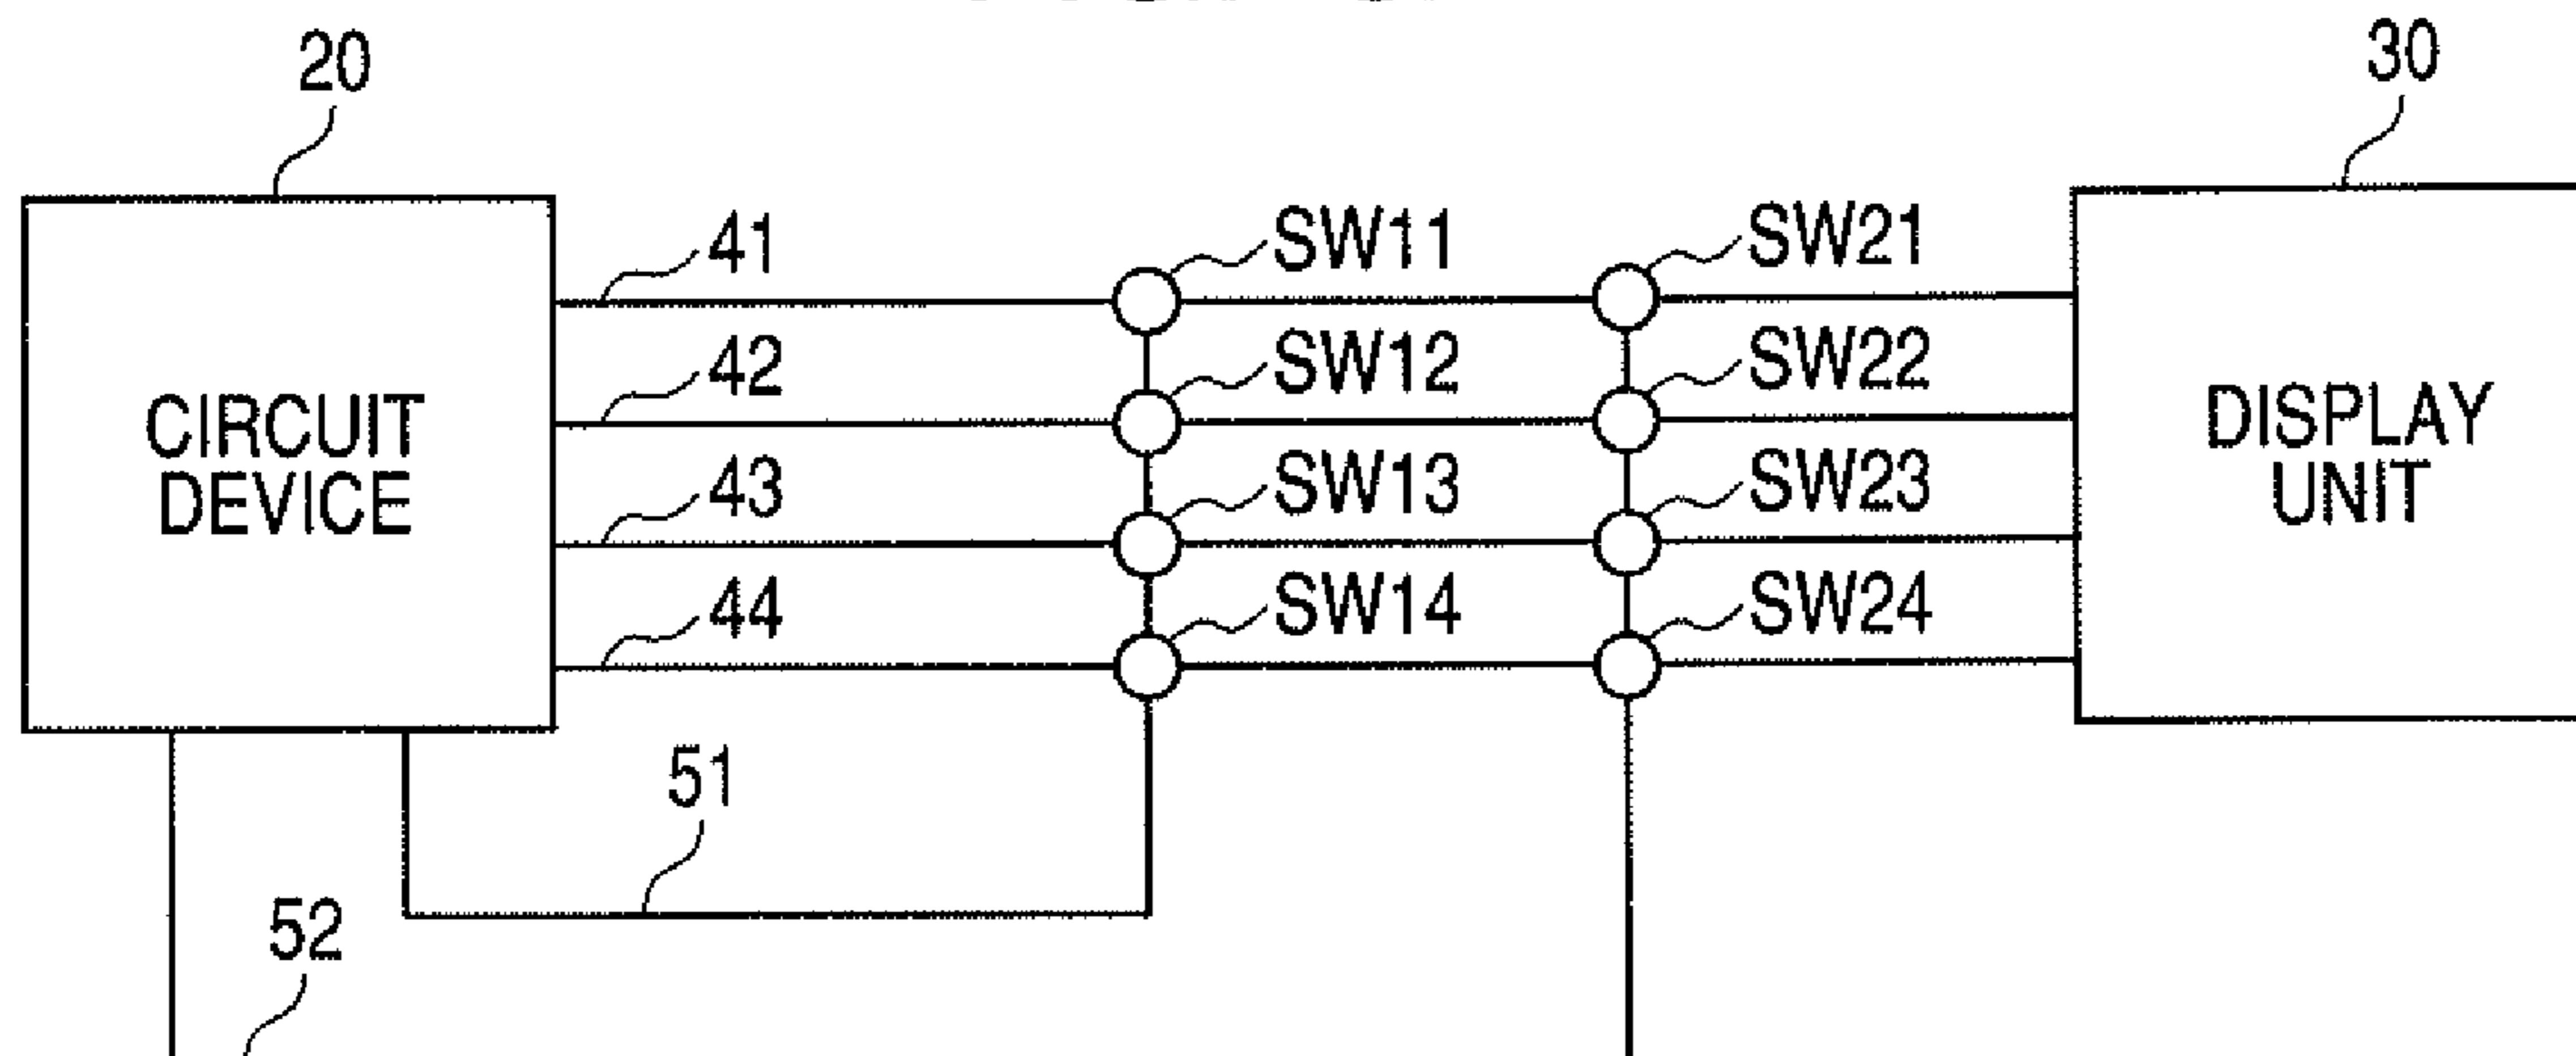 20
30
41
SW11
SW21
42
SW12
SW22
43
SW13
SW23
44
SW14
SW24
CIRCUIT
DEVICE
DISPLAY
UNIT
51
52